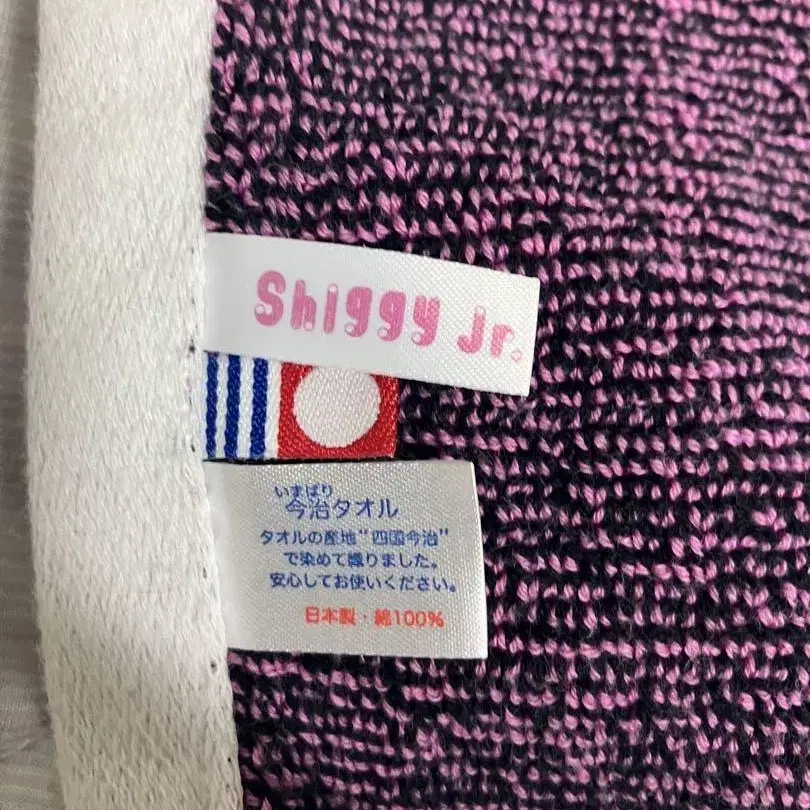 Shiggy Jr.
いまばり
今治タオル
タオルの産地"四国今治"
で染めて織りました。
安心してお使いください。
日本製・綿100%